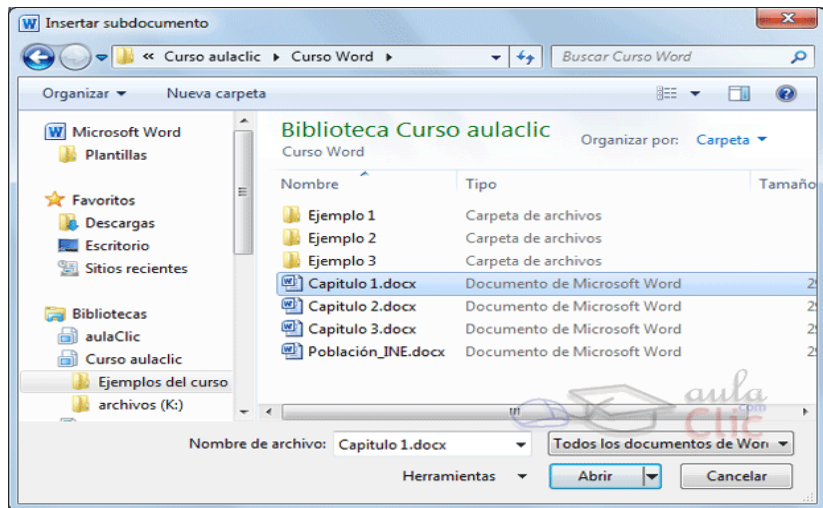 Insertar subdocumento
« Curso aulaclic ▸ Curso Word ▸
Buscar Curso Word
Organizar
Nueva carpeta
Microsoft Word
Plantillas
Favoritos
Descargas
Escritorio
Sitios recientes
Bibliotecas
aulaClic
Curso aulaclic
Ejemplos del curso
archivos (K:)
Biblioteca Curso aulaclic
Curso Word
Organizar por: Carpeta
Nombre Tipo Tamaño
Ejemplo 1 Carpeta de archivos
Ejemplo 2 Carpeta de archivos
Ejemplo 3 Carpeta de archivos
Capitulo 1.docx Documento de Microsoft Word
Capitulo 2.docx Documento de Microsoft Word
Capitulo 3.docx Documento de Microsoft Word
Población_INE.docx Documento de Microsoft Word
aula
Clic
.com
Nombre de archivo: Capitulo 1.docx
Todos los documentos de
Herramientas
Abrir
Cancelar